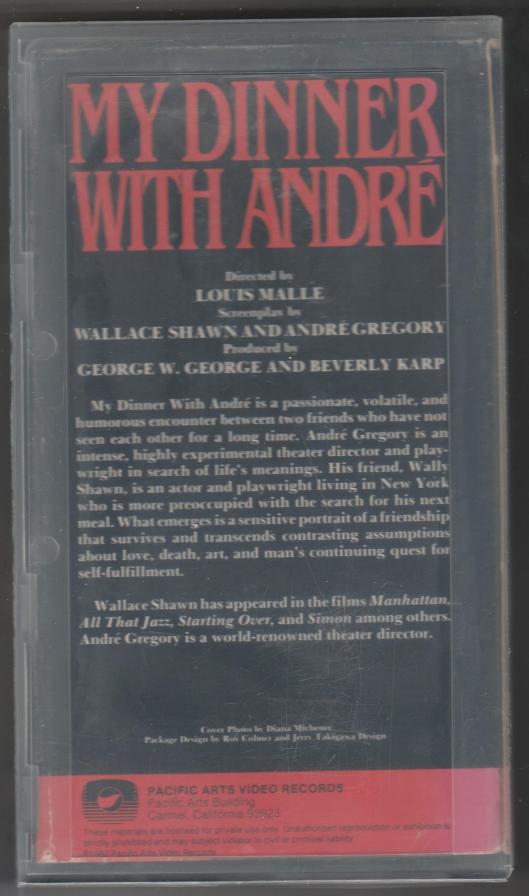 MY DINNER
WITH ANDRÉ
Directed by
LOUIS MALLE
Screenplay by
WALLACE SHAWN AND ANDRÉ GREGORY
Produced by
GEORGE W. GEORGE AND BEVERLY KARP
My Dinner With André is a passionate, volatile, and
humorous encounter between two friends who have not
seen each other for a long time. André Gregory is an
intense, highly experimental theater director and play-
wright in search of life's meanings. His friend, Wally
Shawn, is an actor and playwright living in New York
who is more preoccupied with the search for his next
meal. What emerges is a sensitive portrait of a friendship
that survives and transcends contrasting assumptions
about love, death, art, and man's continuing quest for
self-fulfillment.
Wallace Shawn has appeared in the films Manhattan,
All That Jazz, Starting Over, and Simon among others.
André Gregory is a world-renowned theater director.
Cover Photo by Diana Michener
Package Design by Roy Colmer and Jerry Takigawa Design
PACIFIC ARTS VIDEO RECORDS
Pacific Arts Building
Carmel, California 93923
These materials are licensed for private use only. Unauthorized reproduction or exhibition is
strictly prohibited and may subject violator to civil or criminal liability.
Pacific Arts Video Records